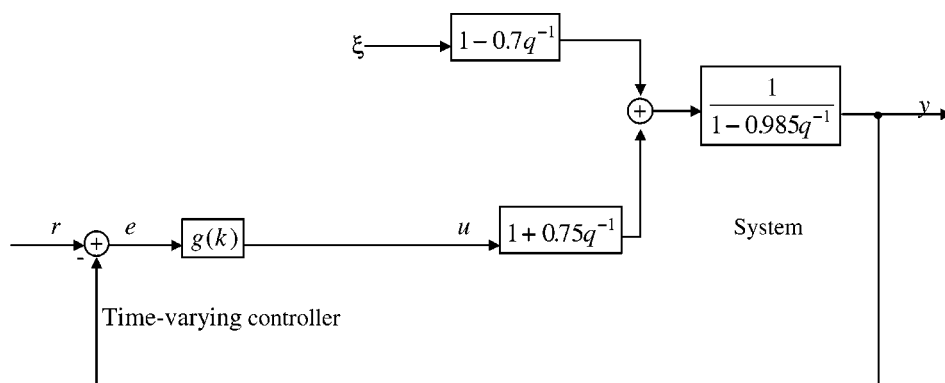 ξ
1 − 0.7q⁻¹
1
1 − 0.985q⁻¹
y
r
e
g(k)
u
1 + 0.75q⁻¹
System
+
+
-
Time-varying controller